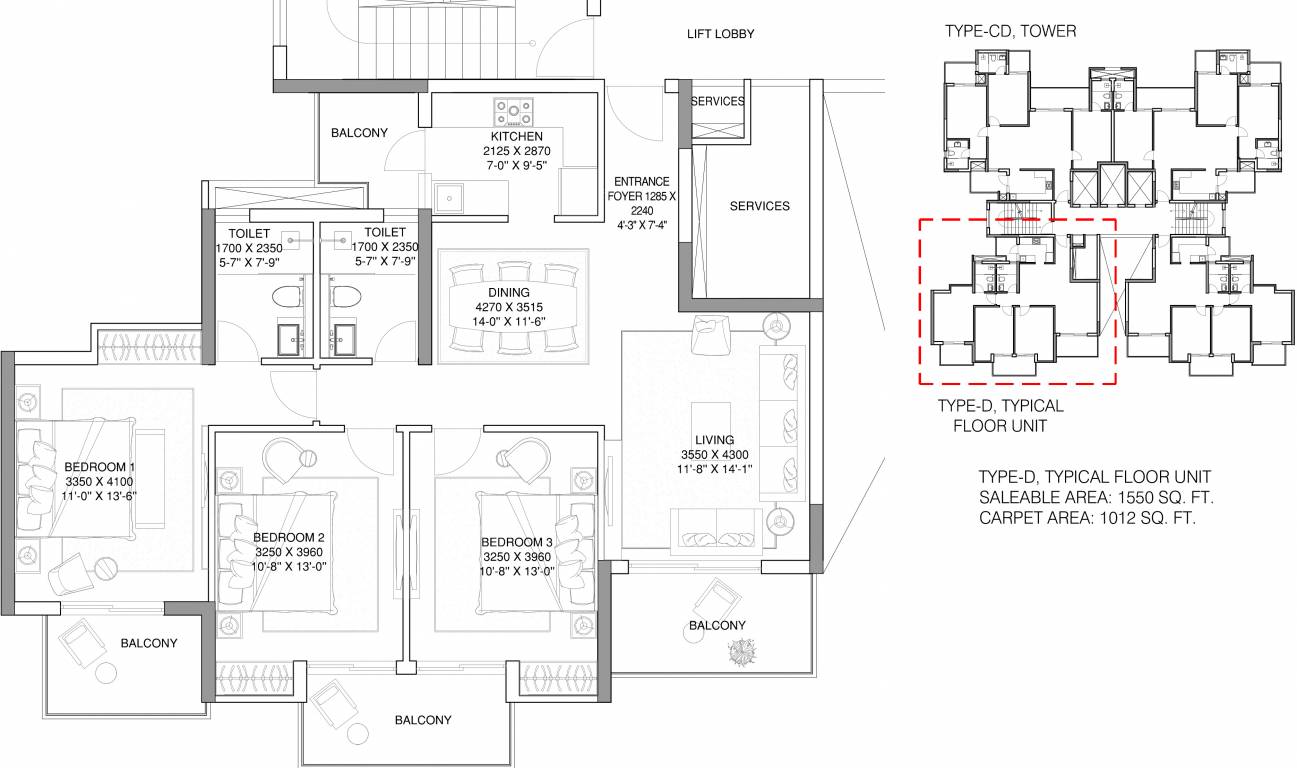 LIFT LOBBY
SERVICES
BALCONY
KITCHEN
2125 X 2870
7'-0" X 9'-5"
ENTRANCE
FOYER 1285 X
2240
4'-3" X 7'-4"
SERVICES
TOILET
1700 X 2350
5-7" X 7'-9"
TOILET
1700 X 2350
5-7" X 7'-9"
DINING
4270 X 3515
14'-0" X 11'-6"
LIVING
3550 X 4300
11'-8" X 14'-1"
BEDROOM 1
3350 X 4100
11'-0" X 13'-6"
BEDROOM 2
3250 X 3960
10'-8" X 13'-0"
BEDROOM 3
3250 X 3960
10'-8" X 13'-0"
BALCONY
BALCONY
BALCONY
TYPE-CD, TOWER
TYPE-D, TYPICAL
FLOOR UNIT
TYPE-D, TYPICAL FLOOR UNIT
SALEABLE AREA: 1550 SQ. FT.
CARPET AREA: 1012 SQ. FT.